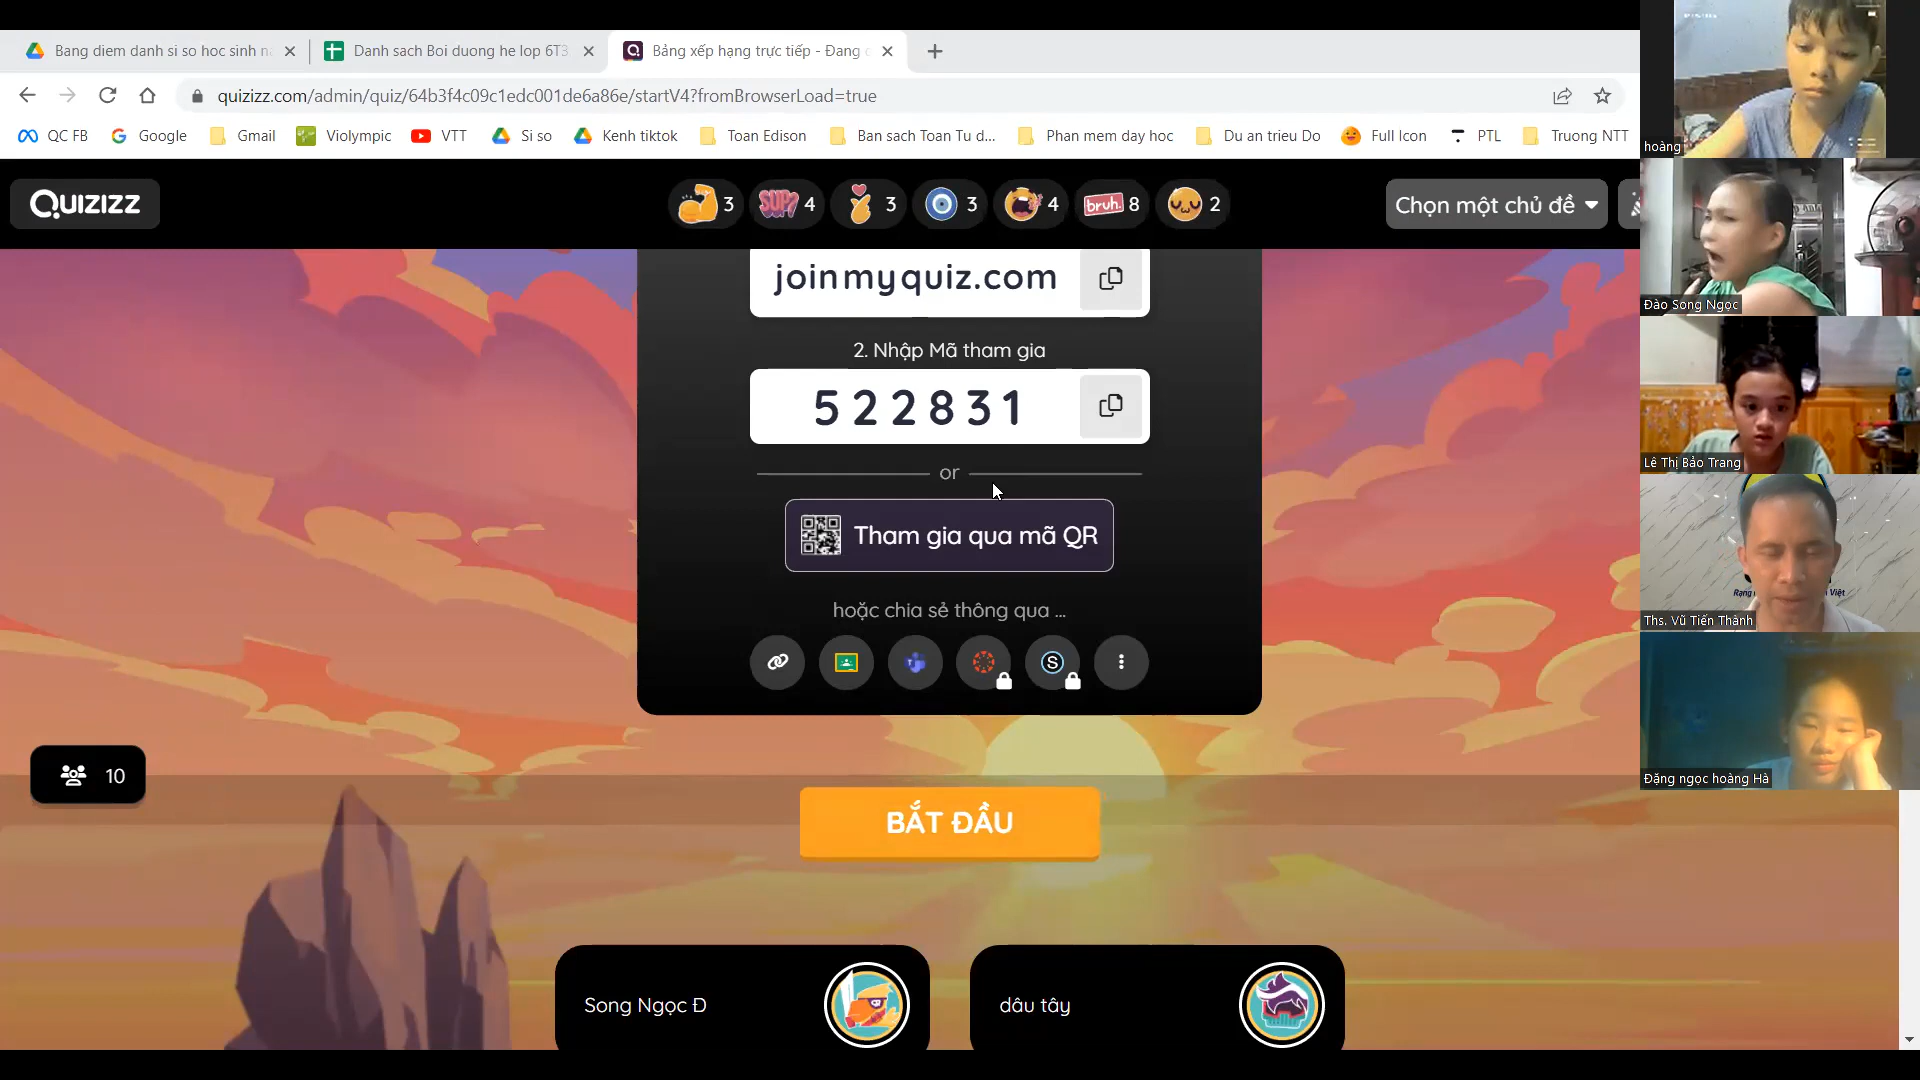 Bang diem danh si so hoc sinh n
Danh sach Boi duong he lop 6T3
Bảng xếp hạng trực tiếp - Đang
quizizz.com/admin/quiz/64b3f4c09c1edc001de6a86e/startV4?fromBrowserLoad=true
QC FB
Google
Gmail
Violympic
VTT
Si so
Kenh tiktok
Toan Edison
Ban sach Toan Tu d...
Phan mem day hoc
Du an trieu Do
Full Icon
PTL
Truong NTT
Quizizz
3
SUP?
4
3
3
4
bruh.
8
2
Chọn một chủ đề
joinmyquiz.com
2. Nhập Mã tham gia
522831
or
Tham gia qua mã QR
hoặc chia sẻ thông qua ...
10
BẮT ĐẦU
Song Ngọc Đ
dâu tây
hoàng
Đào Song Ngọc
Lê Thị Bảo Trang
Ths. Vũ Tiến Thành
Đặng ngọc hoàng Hà